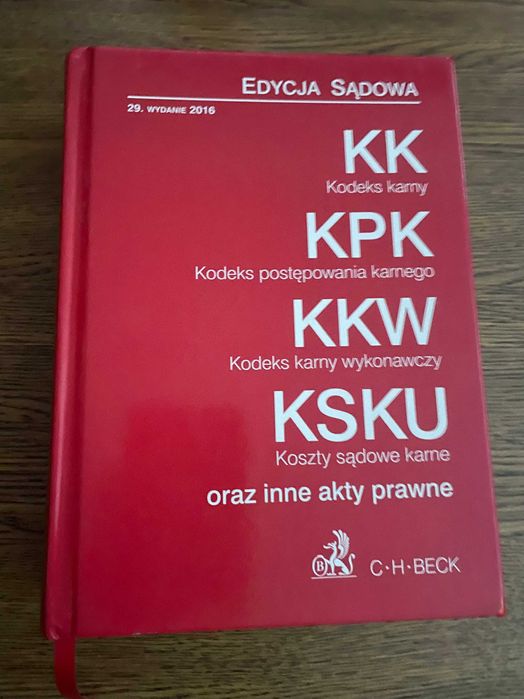 EDYCJA SĄDOWA
29. WYDANIE 2016
KK
Kodeks karny
KPK
Kodeks postępowania karnego
KKW
Kodeks karny wykonawczy
KSKU
Koszty sądowe karne
oraz inne akty prawne
B
C·H·BECK